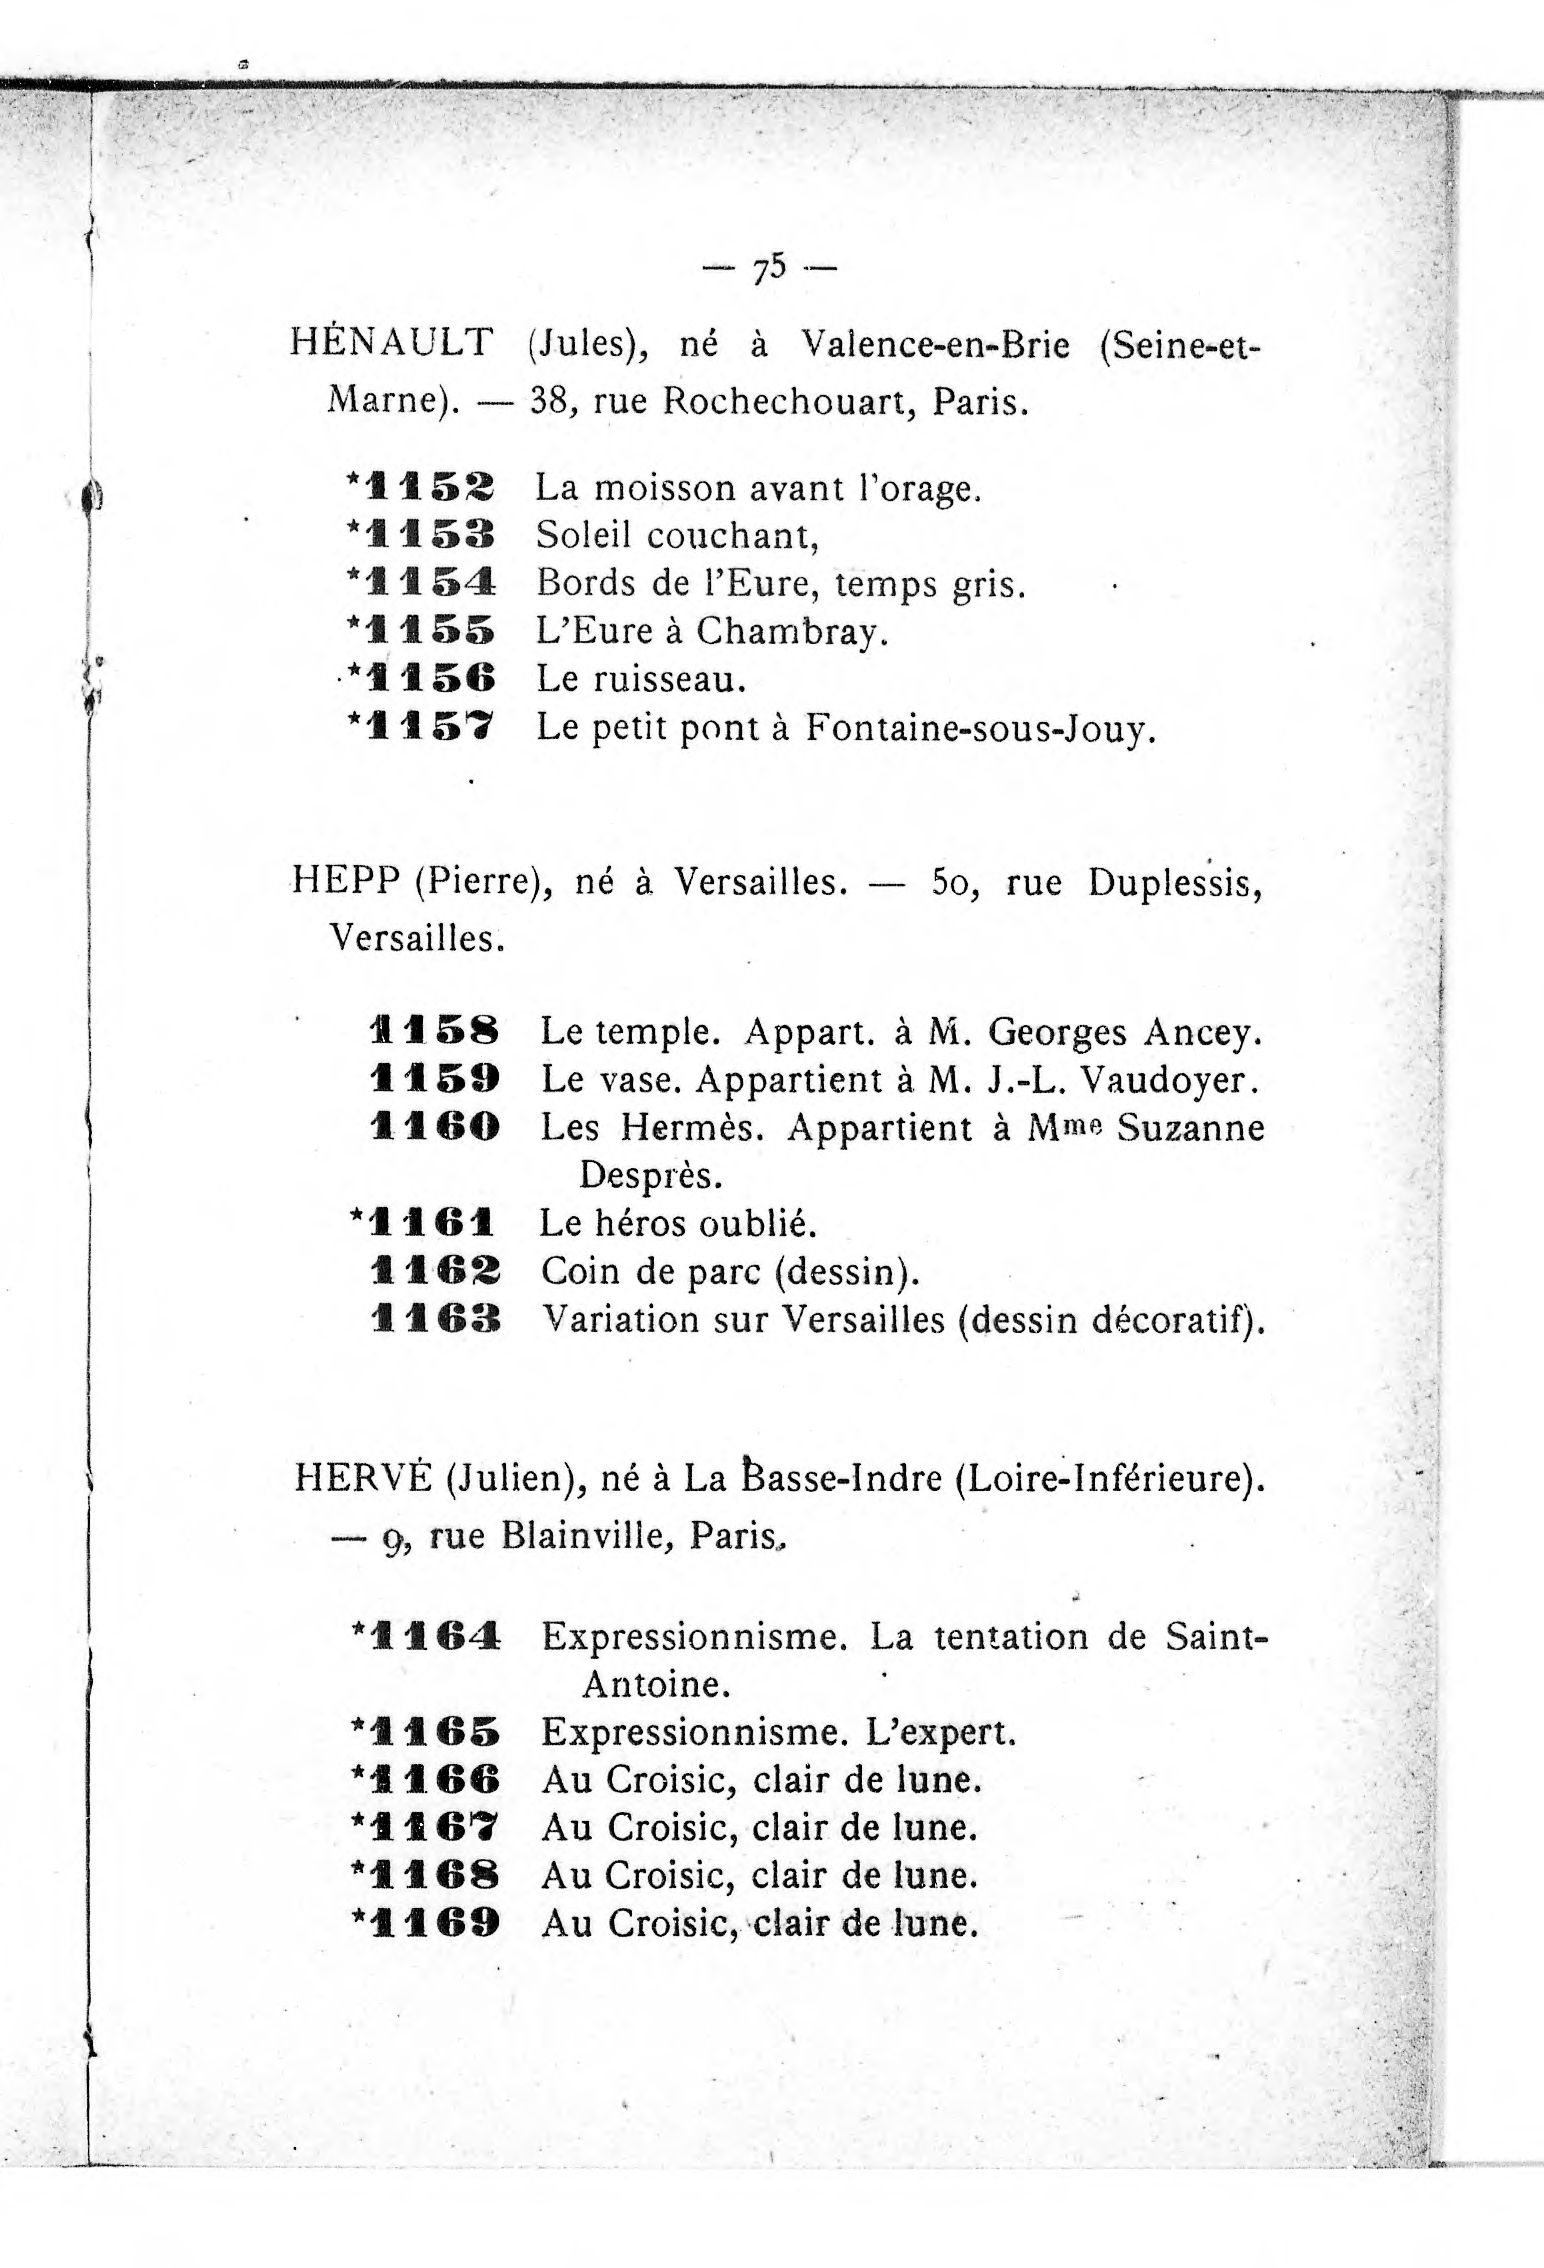 — 75 —
HÉNAULT (Jules), né à Valence-en-Brie (Seine-et-
Marne). — 38, rue Rochechouart, Paris.
*1152 La moisson avant l'orage.
*1153 Soleil couchant,
*1154 Bords de l'Eure, temps gris.
*1155 L'Eure à Chambray.
*1156 Le ruisseau.
*1157 Le petit pont à Fontaine-sous-Jouy.
HEPP (Pierre), né à Versailles. — 50, rue Duplessis,
Versailles.
1158 Le temple. Appart. à M. Georges Ancey.
1159 Le vase. Appartient à M. J.-L. Vaudoyer.
1160 Les Hermès. Appartient à Mme Suzanne
Desprès.
*1161 Le héros oublié.
1162 Coin de parc (dessin).
1163 Variation sur Versailles (dessin décoratif).
HERVÉ (Julien), né à La Basse-Indre (Loire-Inférieure).
— 9, rue Blainville, Paris.
*1164 Expressionnisme. La tentation de Saint-
Antoine.
*1165 Expressionnisme. L'expert.
*1166 Au Croisic, clair de lune.
*1167 Au Croisic, clair de lune.
*1168 Au Croisic, clair de lune.
*1169 Au Croisic, clair de lune.